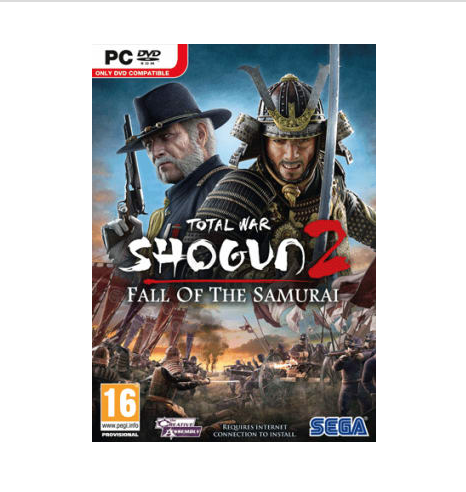 PC DVD
ROM
ONLY DVD COMPATIBLE
TOTAL WAR
SHOGUN 2
FALL OF THE SAMURAI
16
www.pegi.info
PROVISIONAL
THE
CREATIVE
ASSEMBLY
REQUIRES INTERNET
CONNECTION TO INSTALL
SEGA